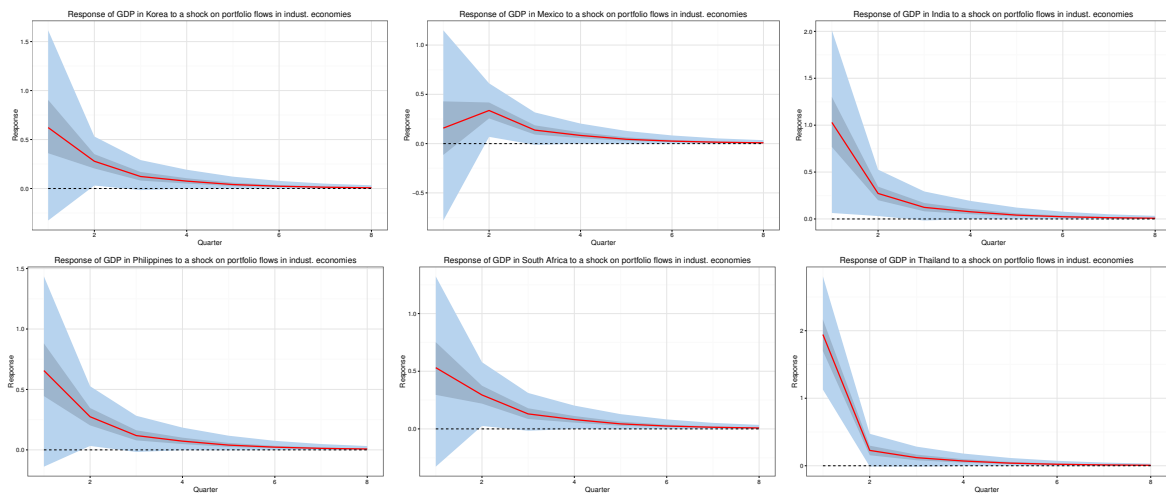 Response of GDP in Korea to a shock on portfolio flows in indust. economies
Response
1.5
1.0
0.5
0.0
2
4
6
8
Quarter
Response of GDP in Mexico to a shock on portfolio flows in indust. economies
Response
1.0
0.5
0.0
−0.5
2
4
6
8
Quarter
Response of GDP in India to a shock on portfolio flows in indust. economies
Response
2.0
1.5
1.0
0.5
0.0
2
4
6
8
Quarter
Response of GDP in Philippines to a shock on portfolio flows in indust. economies
Response
1.5
1.0
0.5
0.0
2
4
6
8
Quarter
Response of GDP in South Africa to a shock on portfolio flows in indust. economies
Response
1.0
0.5
0.0
2
4
6
8
Quarter
Response of GDP in Thailand to a shock on portfolio flows in indust. economies
Response
2
1
0
2
4
6
8
Quarter